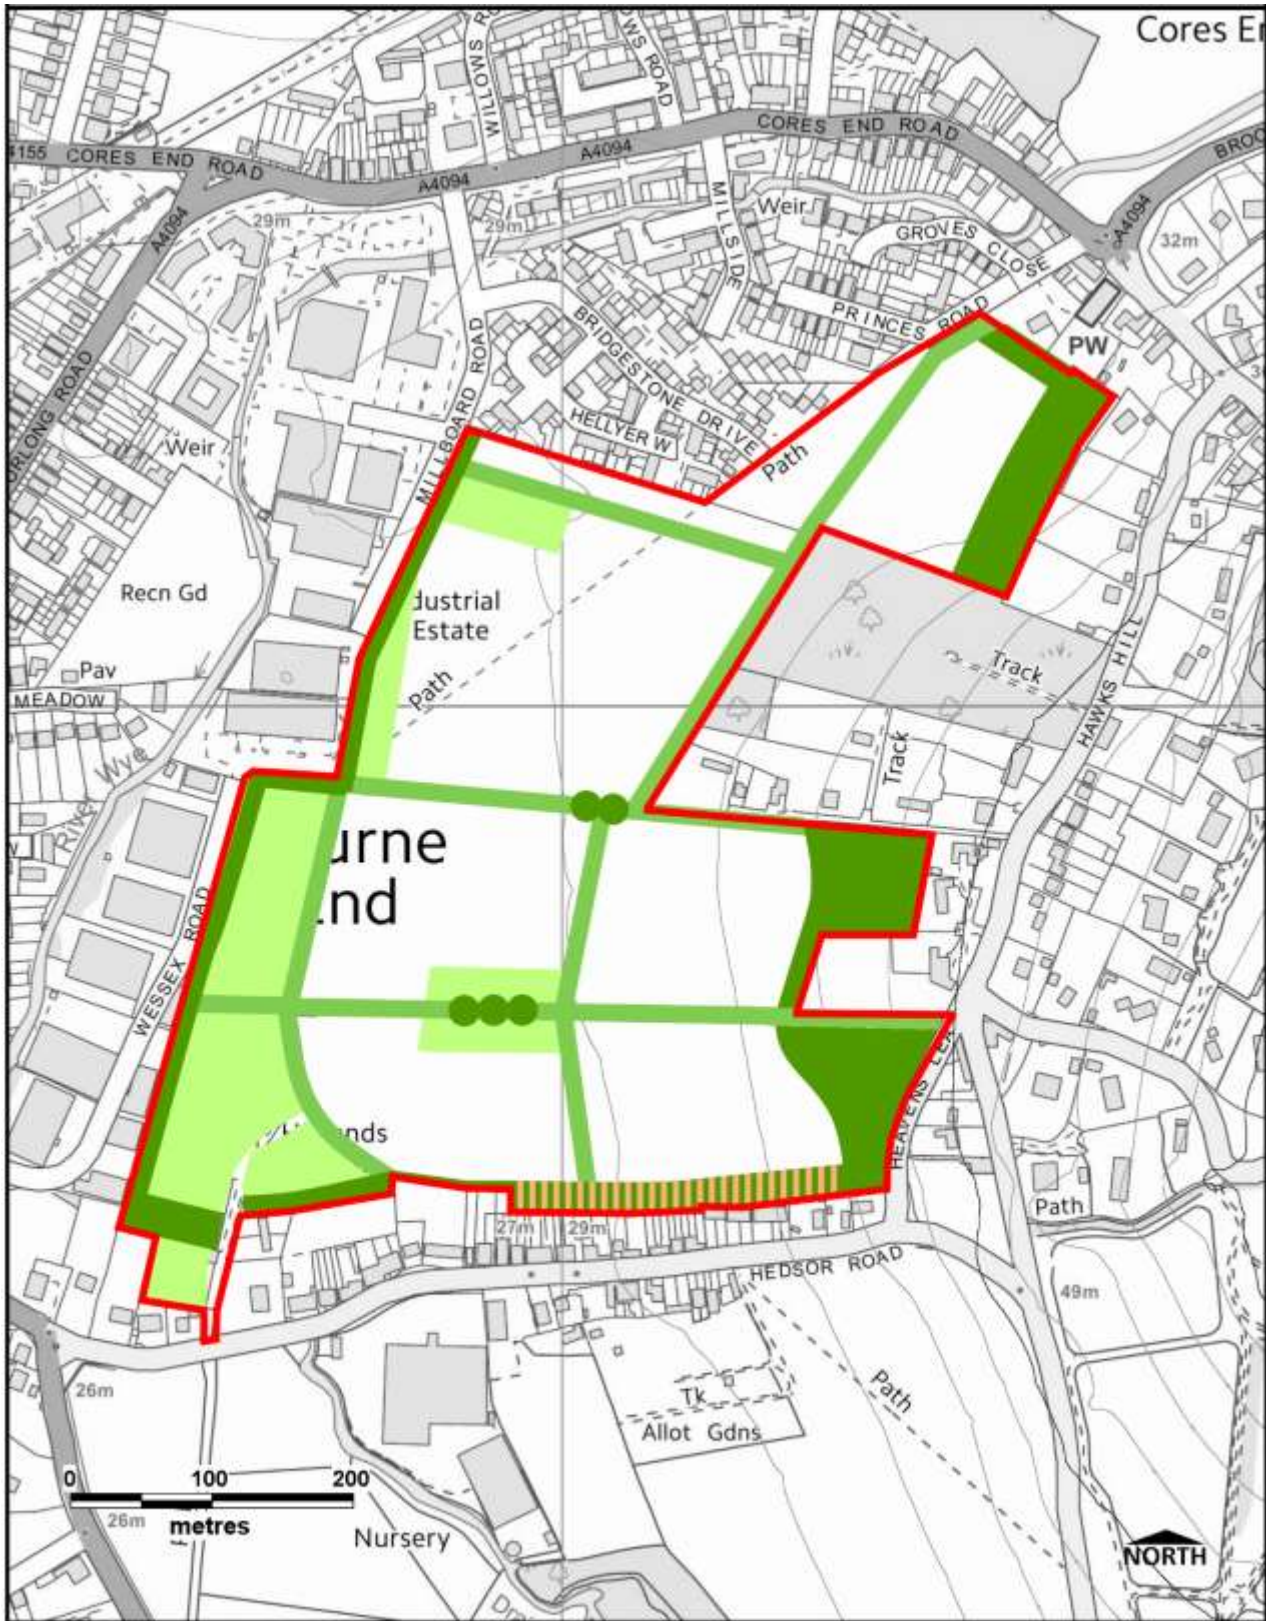 Cores En
WILLOWS RO
OWS ROAD
4155 CORES END ROAD
CORES END ROAD
A4094
A4094
A4094
BROO
A4094
29m
29m
MILLSIDE
Weir
GROVES CLOSE
32m
PRINCES ROAD
PW
BRIDGESTONE DRIVE
HELLYER W
MILLBOARD ROAD
URLONG ROAD
Weir
Path
Recn Gd
dustrial
Estate
Pav
MEADOW
Path
Track
HAWKS HILL
Track
River
Wye
urne
End
WESSEX ROAD
HEAVENS LEA
nds
Path
27m
29m
HEDSOR ROAD
49m
26m
Path
Tk
Allot Gdns
0 100 200
metres
26m
Nursery
NORTH